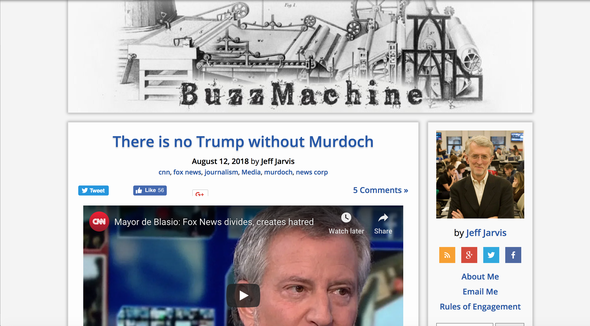 BuzzMachine
There is no Trump without Murdoch
August 12, 2018 by Jeff Jarvis
cnn, fox news, journalism, Media, murdoch, news corp
Tweet
Like 56
G+
5 Comments »
CNN
Mayor de Blasio: Fox News divides, creates hatred
Watch later
Share
by Jeff Jarvis
About Me
Email Me
Rules of Engagement